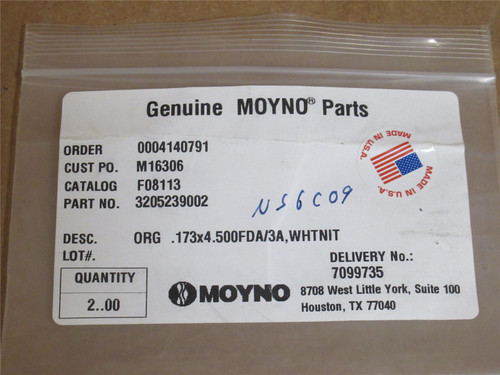 Genuine MOYNO® Parts
ORDER 0004140791
CUST PO. M16306
CATALOG F08113
PART NO. 3205239002
MADE IN U.S.A.
MADE IN U.S.A.
NS6C09
DESC. ORG .173x4.500FDA/3A,WHTNIT
LOT#.
DELIVERY No.:
7099735
QUANTITY
2..00
MOYNO
8708 West Little York, Suite 100
Houston, TX 77040